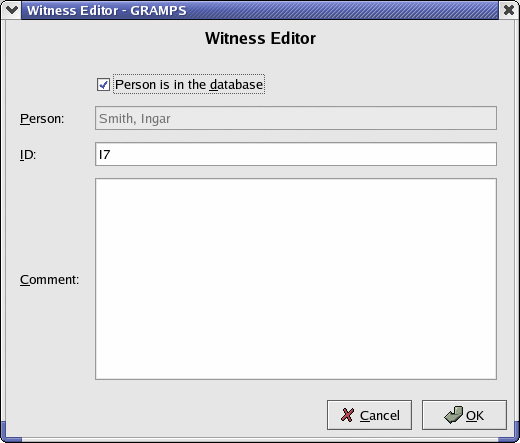 Witness Editor - GRAMPS
Witness Editor
Person is in the database
Person: Smith, Ingar
ID: I7
Comment:
Cancel OK